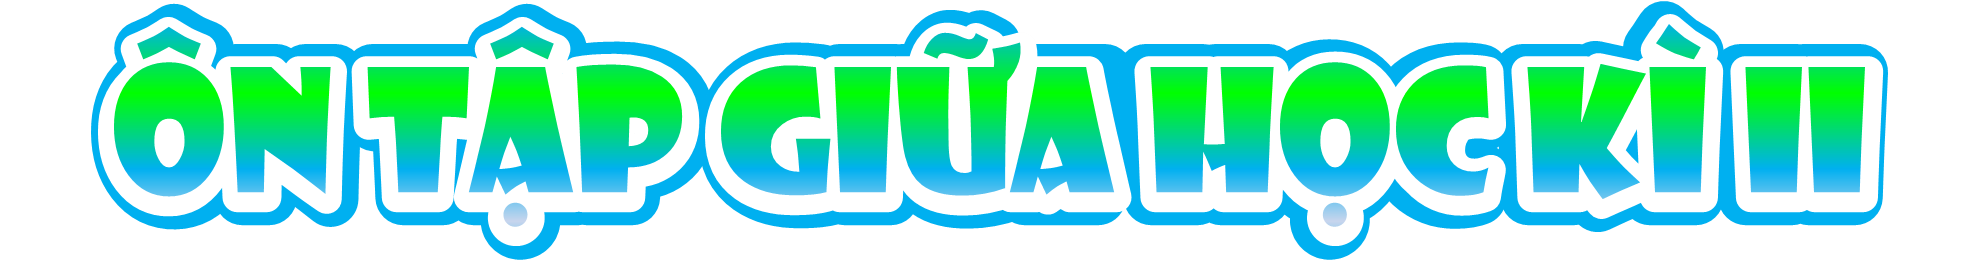 ÔN TẬP GIỮA HỌC KÌ II